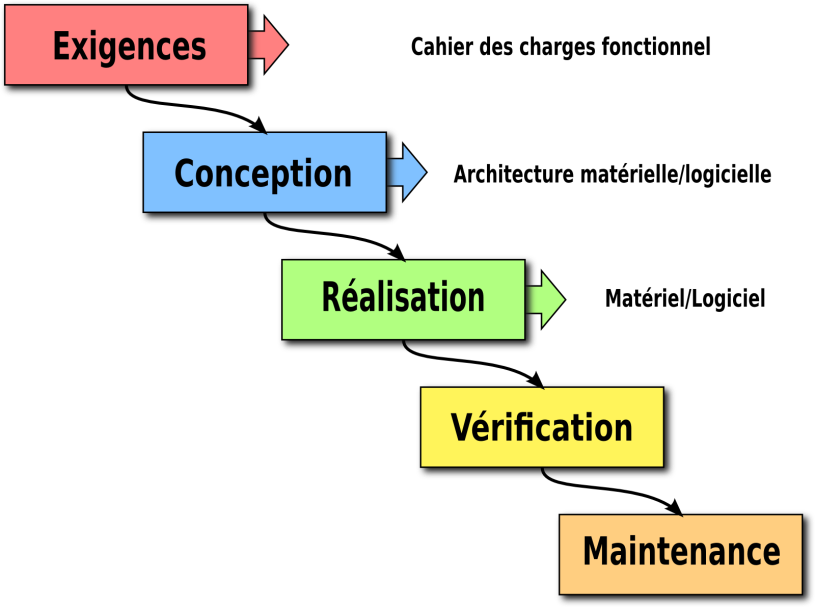 Exigences
Cahier des charges fonctionnel
Conception
Architecture matérielle/logicielle
Réalisation
Matériel/Logiciel
Vérification
Maintenance